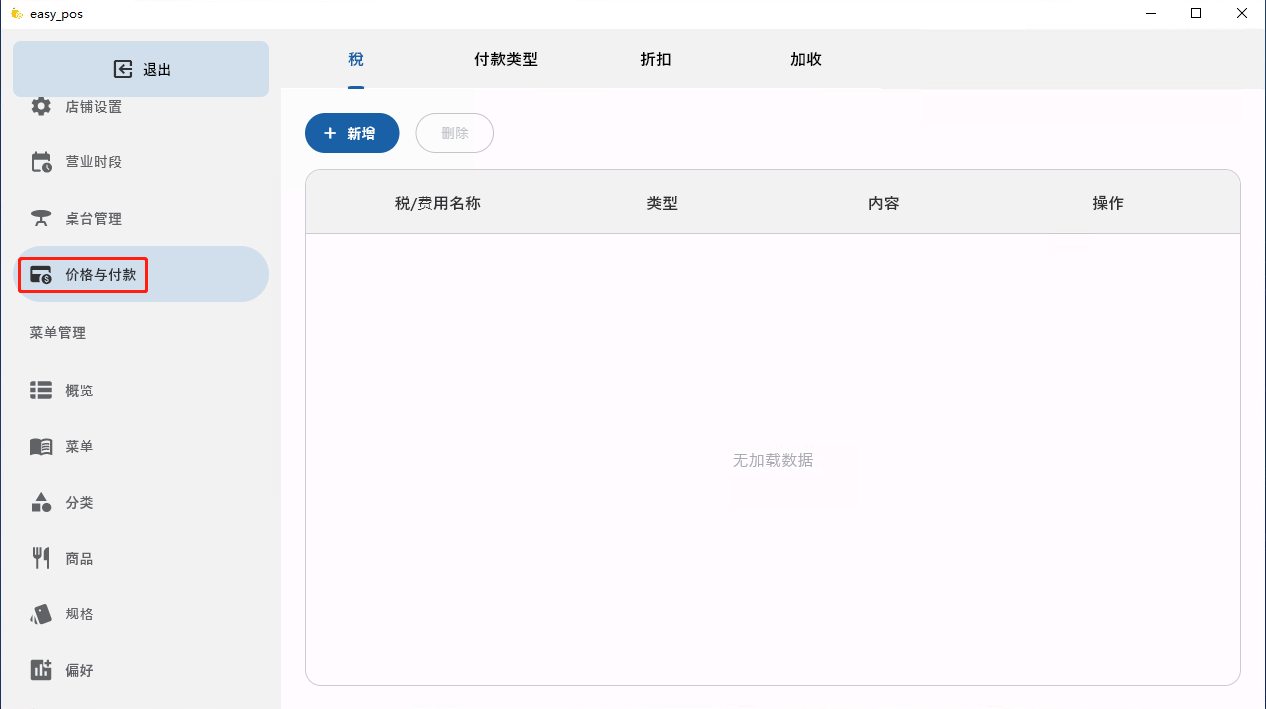 easy_pos
退出
店铺设置
营业时段
桌台管理
价格与付款
菜单管理
概览
菜单
分类
商品
规格
偏好
税 付款类型 折扣 加收
+ 新增 删除
税/费用名称 类型 内容 操作
无加载数据